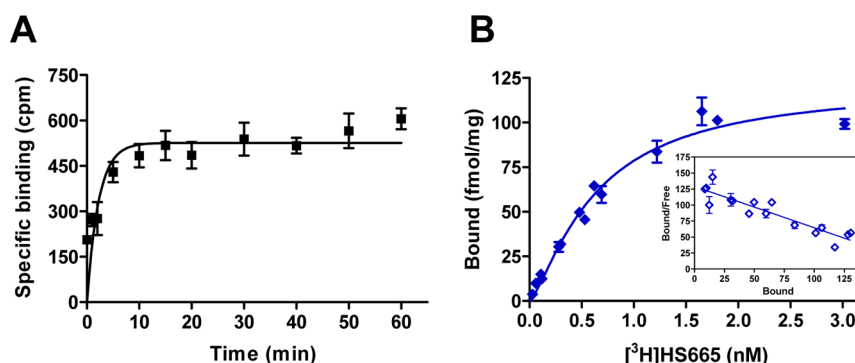 A
Specific binding (cpm)
750
600
450
300
150
0
0 10 20 30 40 50 60
Time (min)
B
Bound (fmol/mg)
125
100
75
50
25
0
0.0 0.5 1.0 1.5 2.0 2.5 3.0
[³H]HS665 (nM)
Bound/Free
175
150
125
100
75
50
25
0
0 25 50 75 100 125
Bound